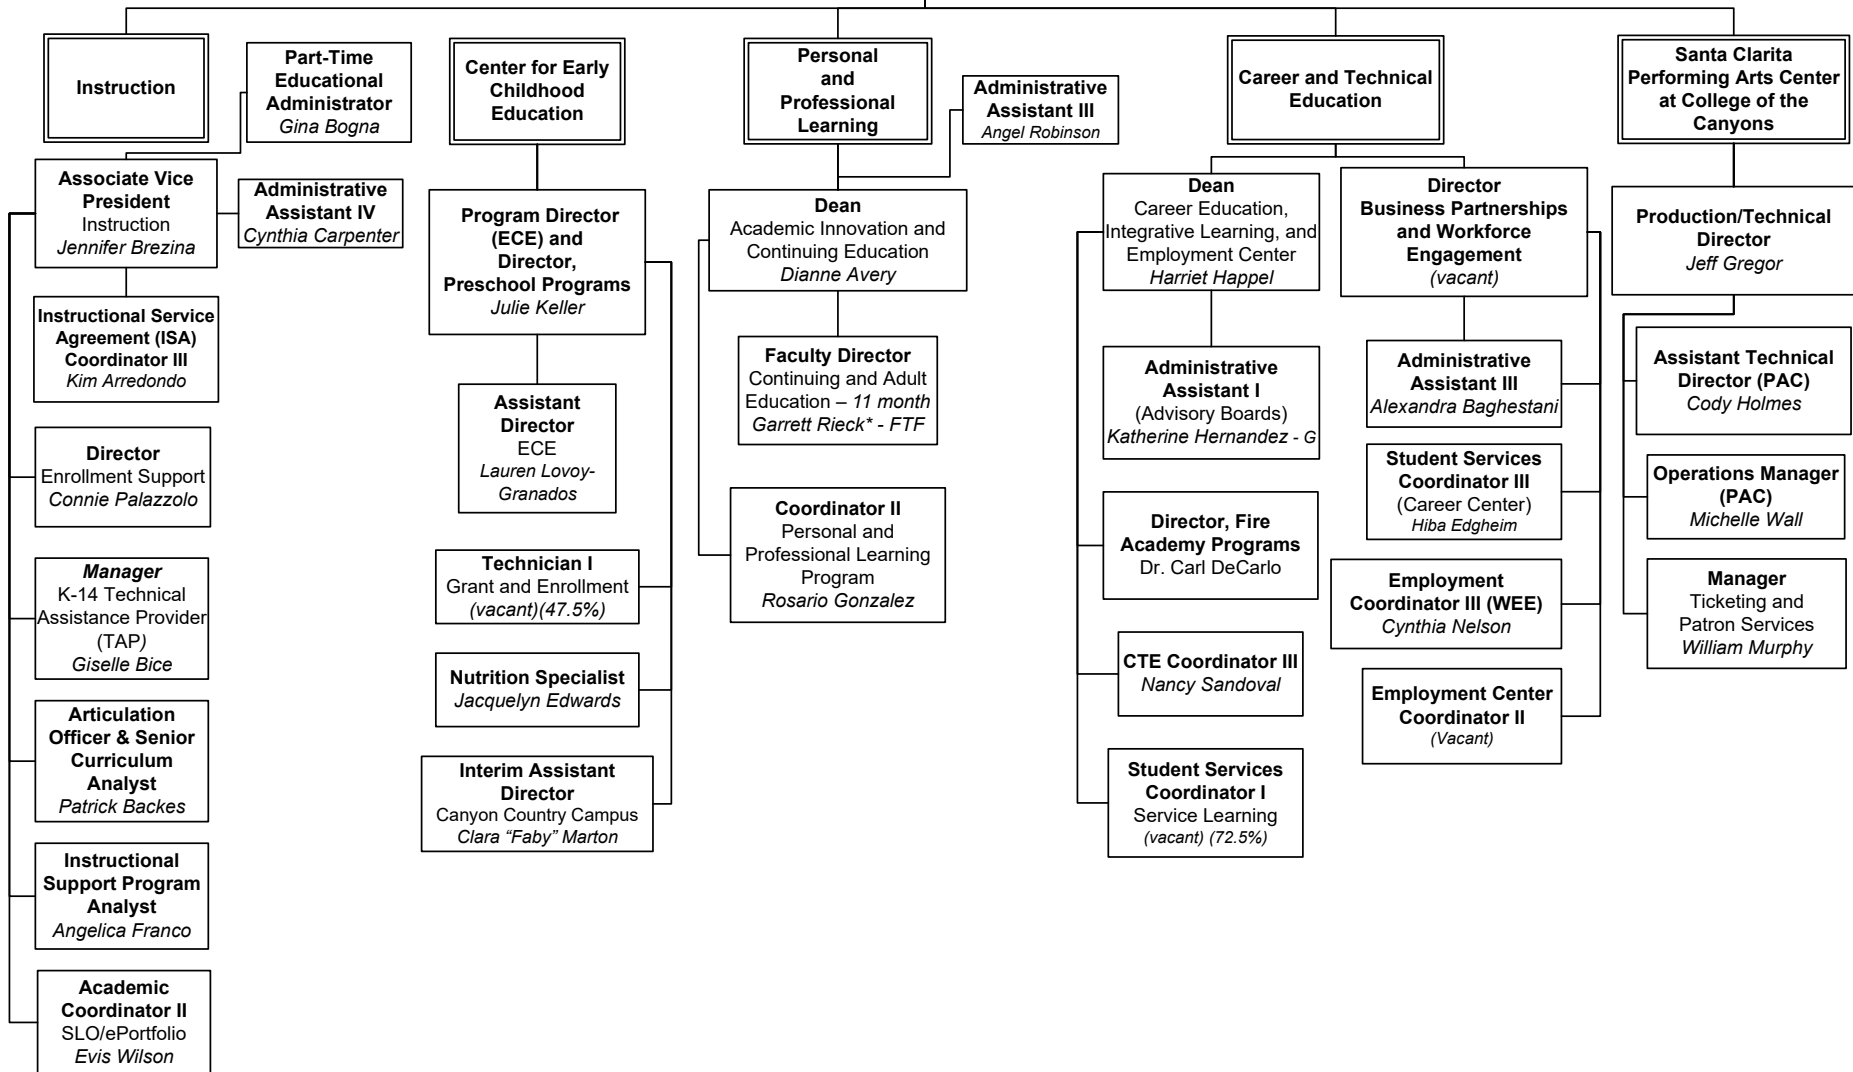 Instruction
Part-Time
Educational
Administrator
Gina Bogna
Associate Vice
President
Instruction
Jennifer Brezina
Administrative
Assistant IV
Cynthia Carpenter
Instructional Service
Agreement (ISA)
Coordinator III
Kim Arredondo
Director
Enrollment Support
Connie Palazzolo
Manager
K-14 Technical
Assistance Provider
(TAP)
Giselle Bice
Articulation
Officer & Senior
Curriculum
Analyst
Patrick Backes
Instructional
Support Program
Analyst
Angelica Franco
Academic
Coordinator II
SLO/ePortfolio
Evis Wilson
Center for Early
Childhood
Education
Program Director
(ECE) and
Director,
Preschool Programs
Julie Keller
Assistant
Director
ECE
Lauren Lovoy-
Granados
Technician I
Grant and Enrollment
(vacant)(47.5%)
Nutrition Specialist
Jacquelyn Edwards
Interim Assistant
Director
Canyon Country Campus
Clara “Faby” Marton
Personal
and
Professional
Learning
Administrative
Assistant III
Angel Robinson
Dean
Academic Innovation and
Continuing Education
Dianne Avery
Faculty Director
Continuing and Adult
Education – 11 month
Garrett Rieck* - FTF
Coordinator II
Personal and
Professional Learning
Program
Rosario Gonzalez
Career and Technical
Education
Dean
Career Education,
Integrative Learning, and
Employment Center
Harriet Happel
Administrative
Assistant I
(Advisory Boards)
Katherine Hernandez - G
Director, Fire
Academy Programs
Dr. Carl DeCarlo
CTE Coordinator III
Nancy Sandoval
Student Services
Coordinator I
Service Learning
(vacant) (72.5%)
Director
Business Partnerships
and Workforce
Engagement
(vacant)
Administrative
Assistant III
Alexandra Baghestani
Student Services
Coordinator III
(Career Center)
Hiba Edgheim
Employment
Coordinator III (WEE)
Cynthia Nelson
Employment Center
Coordinator II
(Vacant)
Santa Clarita
Performing Arts Center
at College of the
Canyons
Production/Technical
Director
Jeff Gregor
Assistant Technical
Director (PAC)
Cody Holmes
Operations Manager
(PAC)
Michelle Wall
Manager
Ticketing and
Patron Services
William Murphy